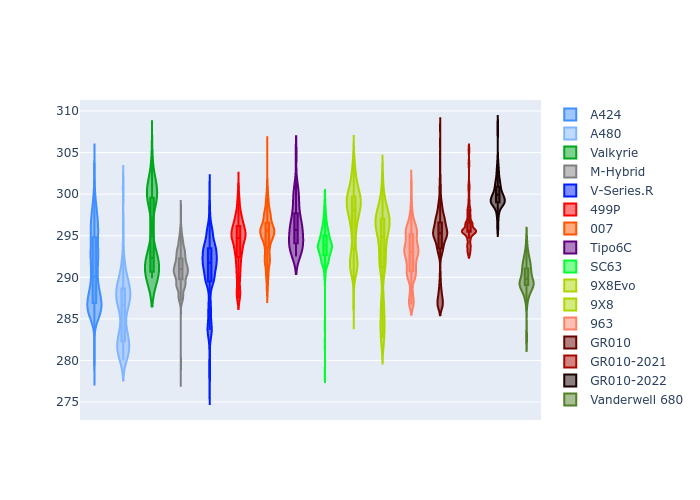 310
305
300
295
290
285
280
275
A424
A480
Valkyrie
M-Hybrid
V-Series.R
499P
007
Tipo6C
SC63
9X8Evo
9X8
963
GR010
GR010-2021
GR010-2022
Vanderwell 680